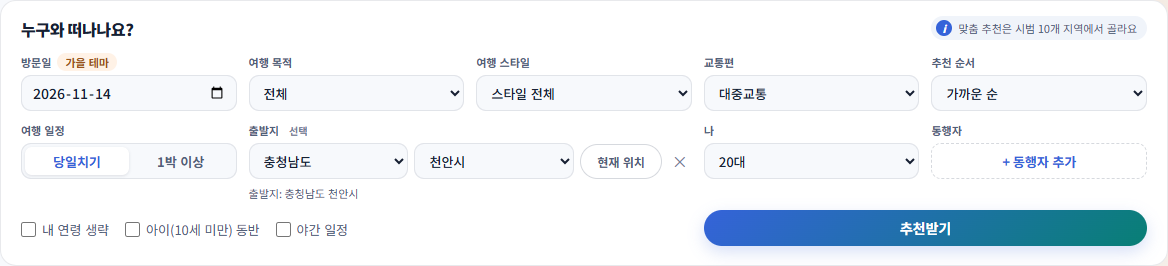 누구와 떠나나요?
i 맞춤 추천은 시범 10개 지역에서 골라요
방문일 가을 테마 여행 목적 여행 스타일 교통편 추천 순서
2026-11-14 전체 스타일 전체 대중교통 가까운 순
여행 일정 출발지 선택 나 동행자
당일치기 1박 이상 충청남도 천안시 현재 위치 × 20대 + 동행자 추가
출발지: 충청남도 천안시
내 연령 생략 아이(10세 미만) 동반 야간 일정 추천받기